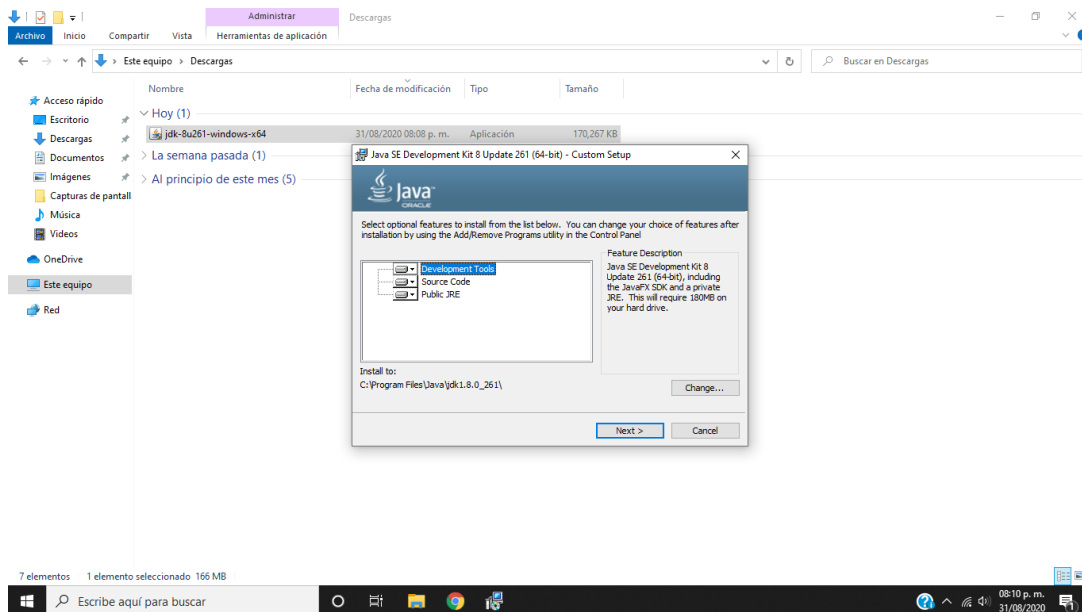 Administrar
Descargas
Archivo
Inicio
Compartir
Vista
Herramientas de aplicación
Este equipo
Descargas
Buscar en Descargas
Nombre
Fecha de modificación
Tipo
Tamaño
Acceso rápido
Escritorio
Descargas
Documentos
Imágenes
Capturas de pantall
Música
Videos
OneDrive
Este equipo
Red
Hoy (1)
jdk-8u261-windows-x64
31/08/2020 08:08 p. m.
Aplicación
170,267 KB
La semana pasada (1)
Al principio de este mes (5)
Java SE Development Kit 8 Update 261 (64-bit) - Custom Setup
Java
ORACLE
Select optional features to install from the list below. You can change your choice of features after
installation by using the Add/Remove Programs utility in the Control Panel
Development Tools
Source Code
Public JRE
Feature Description
Java SE Development Kit 8
Update 261 (64-bit), including
the JavaFX SDK and a private
JRE. This will require 180MB on
your hard drive.
Install to:
C:\Program Files\Java\jdk1.8.0_261\
Change...
Next >
Cancel
7 elementos
1 elemento seleccionado 166 MB
Escribe aquí para buscar
08:10 p. m.
31/08/2020